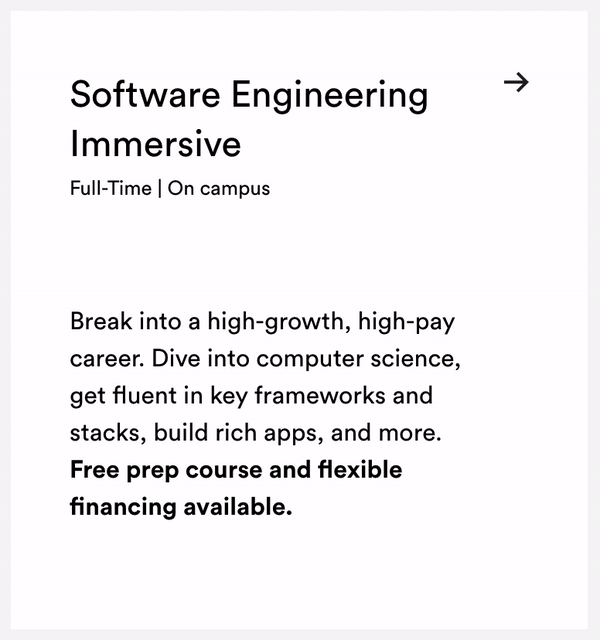 Software Engineering
Immersive
Full-Time | On campus
Break into a high-growth, high-pay
career. Dive into computer science,
get fluent in key frameworks and
stacks, build rich apps, and more.
Free prep course and flexible
financing available.